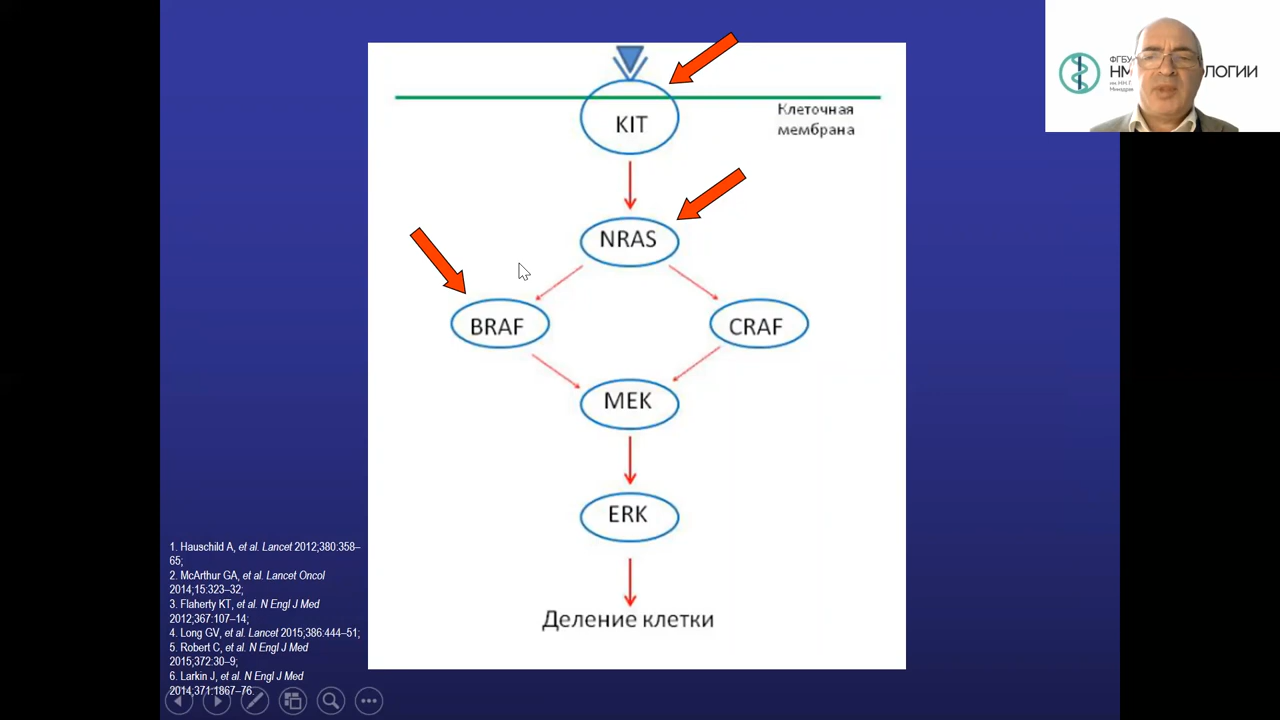 KIT
Клеточная
мембрана
NRAS
BRAF
CRAF
MEK
ERK
Деление клетки
1. Hauschild A, et al. Lancet 2012;380:358–
65;
2. McArthur GA, et al. Lancet Oncol
2014;15:323–32;
3. Flaherty KT, et al. N Engl J Med
2012;367:107–14;
4. Long GV, et al. Lancet 2015;386:444–51;
5. Robert C, et al. N Engl J Med
2015;372:30–9;
6. Larkin J, et al. N Engl J Med
2014;371:1867–76.
ФГБУ